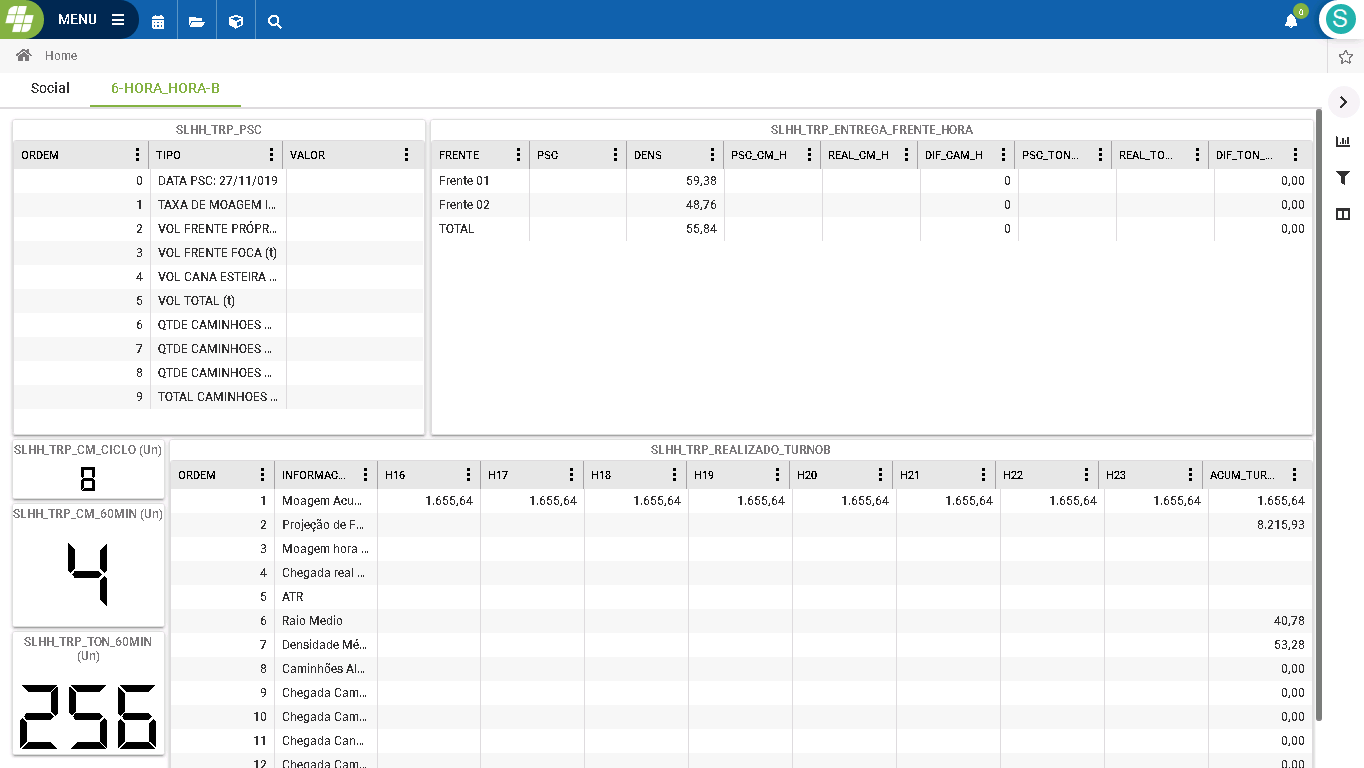 MENU
0
S
Home
Social
6-HORA_HORA-B
SLHH_TRP_PSC
ORDEM TIPO VALOR
0 DATA PSC: 27/11/019
1 TAXA DE MOAGEM I...
2 VOL FRENTE PRÓPR...
3 VOL FRENTE FOCA (t)
4 VOL CANA ESTEIRA ...
5 VOL TOTAL (t)
6 QTDE CAMINHOES ...
7 QTDE CAMINHOES ...
8 QTDE CAMINHOES ...
9 TOTAL CAMINHOES ...
SLHH_TRP_ENTREGA_FRENTE_HORA
FRENTE PSC DENS PSC_CM_H REAL_CM_H DIF_CAM_H PSC_TON... REAL_TO... DIF_TON_...
Frente 01 59,38 0 0,00
Frente 02 48,76 0 0,00
TOTAL 55,84 0 0,00
SLHH_TRP_CM_CICLO (Un)
8
SLHH_TRP_CM_60MIN (Un)
4
SLHH_TRP_TON_60MIN
(Un)
256
SLHH_TRP_REALIZADO_TURNOB
ORDEM INFORMAC... H16 H17 H18 H19 H20 H21 H22 H23 ACUM_TUR...
1 Moagem Acu... 1.655,64 1.655,64 1.655,64 1.655,64 1.655,64 1.655,64 1.655,64 1.655,64 1.655,64
2 Projeção de F... 8.215,93
3 Moagem hora ...
4 Chegada real ...
5 ATR
6 Raio Medio 40,78
7 Densidade Mé... 53,28
8 Caminhões Al... 0,00
9 Chegada Cam... 0,00
10 Chegada Cam... 0,00
11 Chegada Can... 0,00
12 Chegada Cam... 0,00